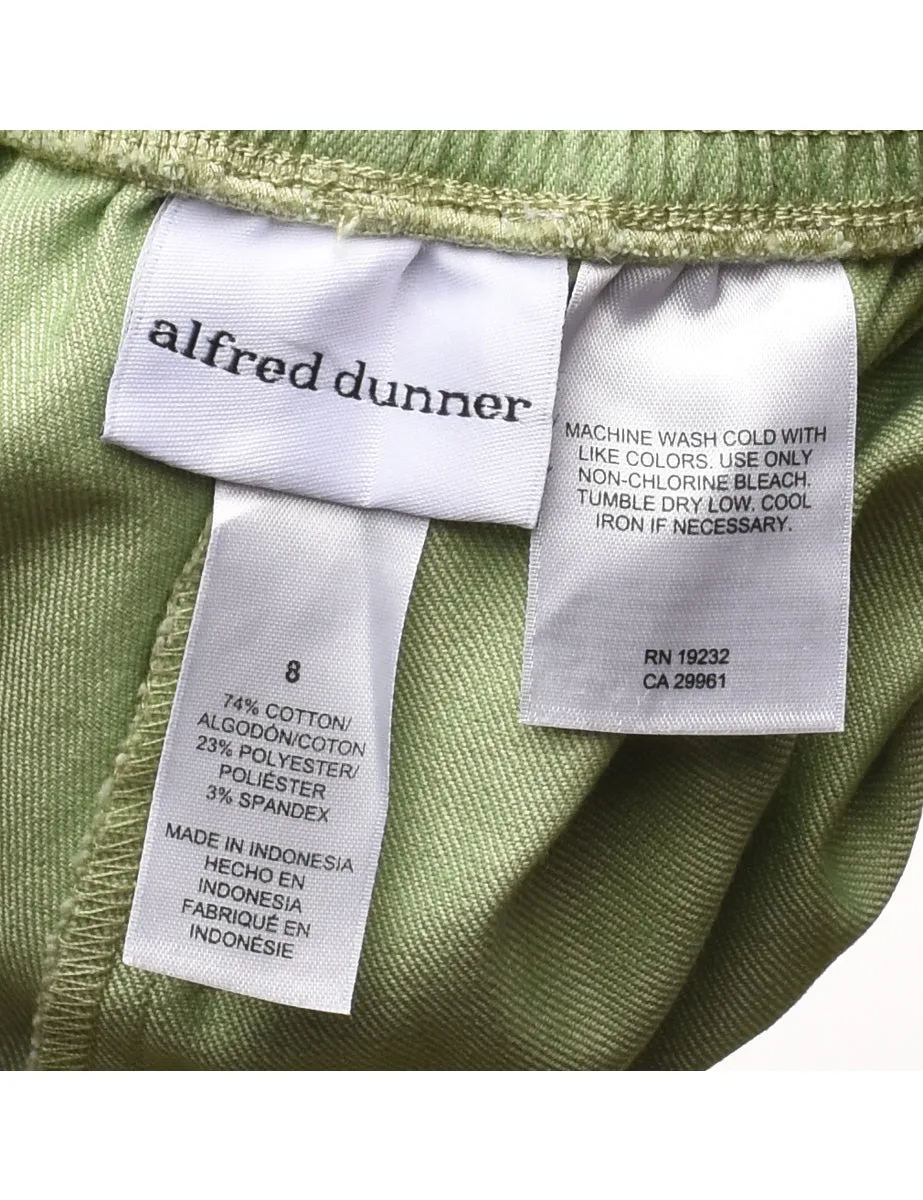 alfred dunner
MACHINE WASH COLD WITH
LIKE COLORS. USE ONLY
NON-CHLORINE BLEACH.
TUMBLE DRY LOW. COOL
IRON IF NECESSARY.
RN 19232
CA 29961
8
74% COTTON/
ALGODÓN/COTON
23% POLYESTER/
POLIÉSTER
3% SPANDEX
MADE IN INDONESIA
HECHO EN
INDONESIA
FABRIQUÉ EN
INDONÉSIE